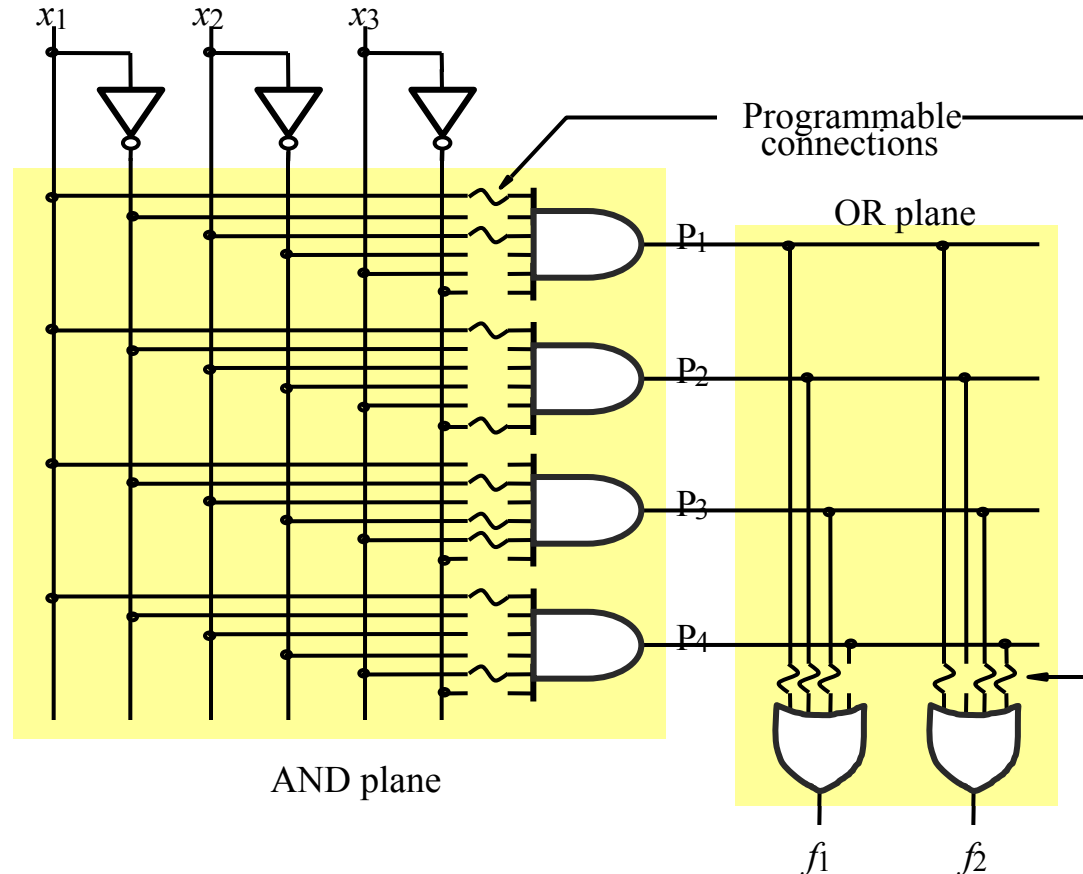 x1 x2 x3
Programmable
connections
OR plane
P1
P2
P3
P4
AND plane
f1 f2